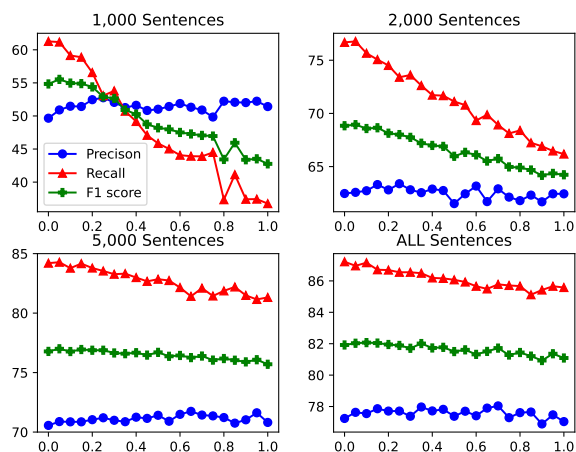 1,000 Sentences
60
55
50
45
40
Precison
Recall
F1 score
0.0 0.2 0.4 0.6 0.8 1.0
2,000 Sentences
75
70
65
0.0 0.2 0.4 0.6 0.8 1.0
5,000 Sentences
85
80
75
70
0.0 0.2 0.4 0.6 0.8 1.0
ALL Sentences
86
84
82
80
78
0.0 0.2 0.4 0.6 0.8 1.0